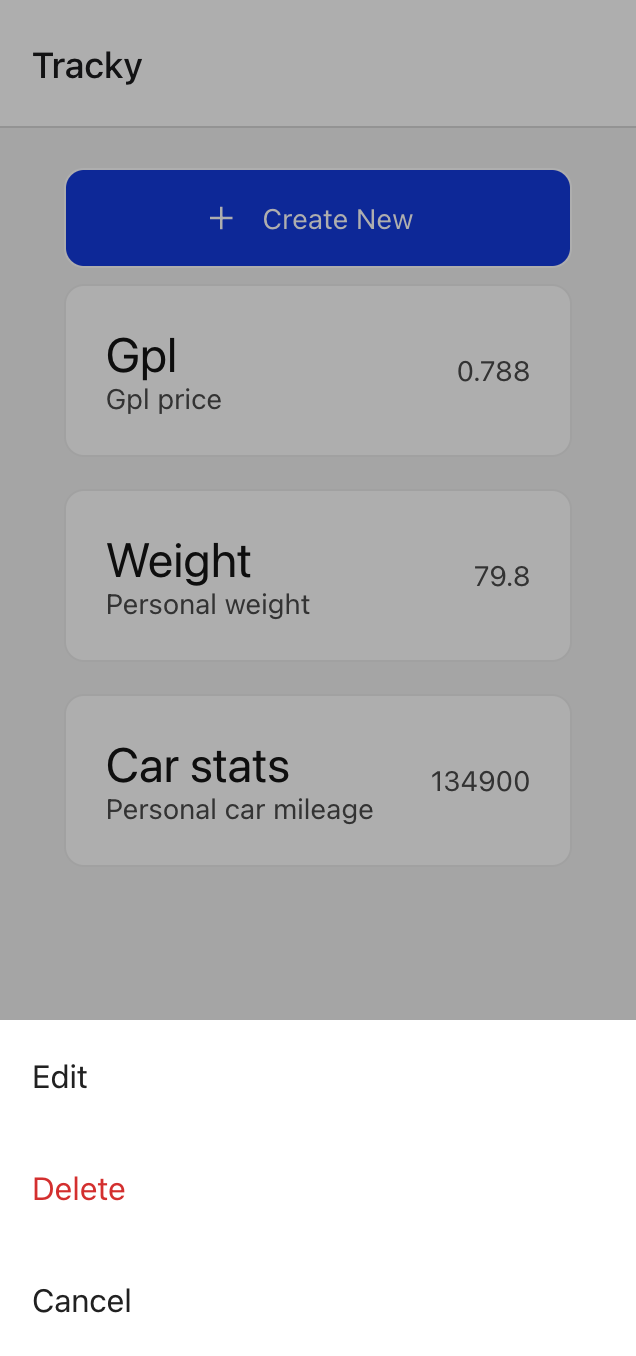 Tracky
+ Create New
Gpl
Gpl price
0.788
Weight
Personal weight
79.8
Car stats
Personal car mileage
134900
Edit
Delete
Cancel